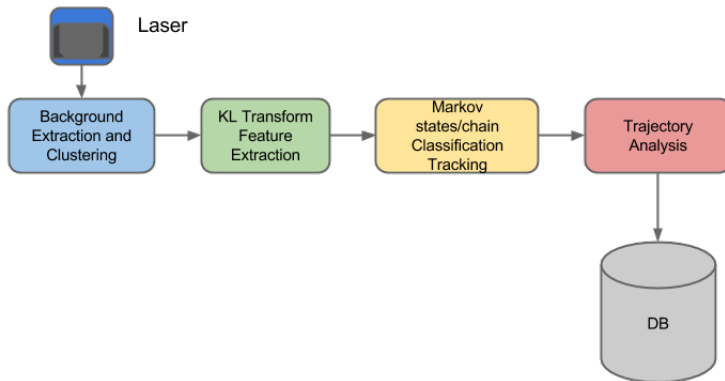 Laser
Background
Extraction and
Clustering
KL Transform
Feature
Extraction
Markov
states/chain
Classification
Tracking
Trajectory
Analysis
DB